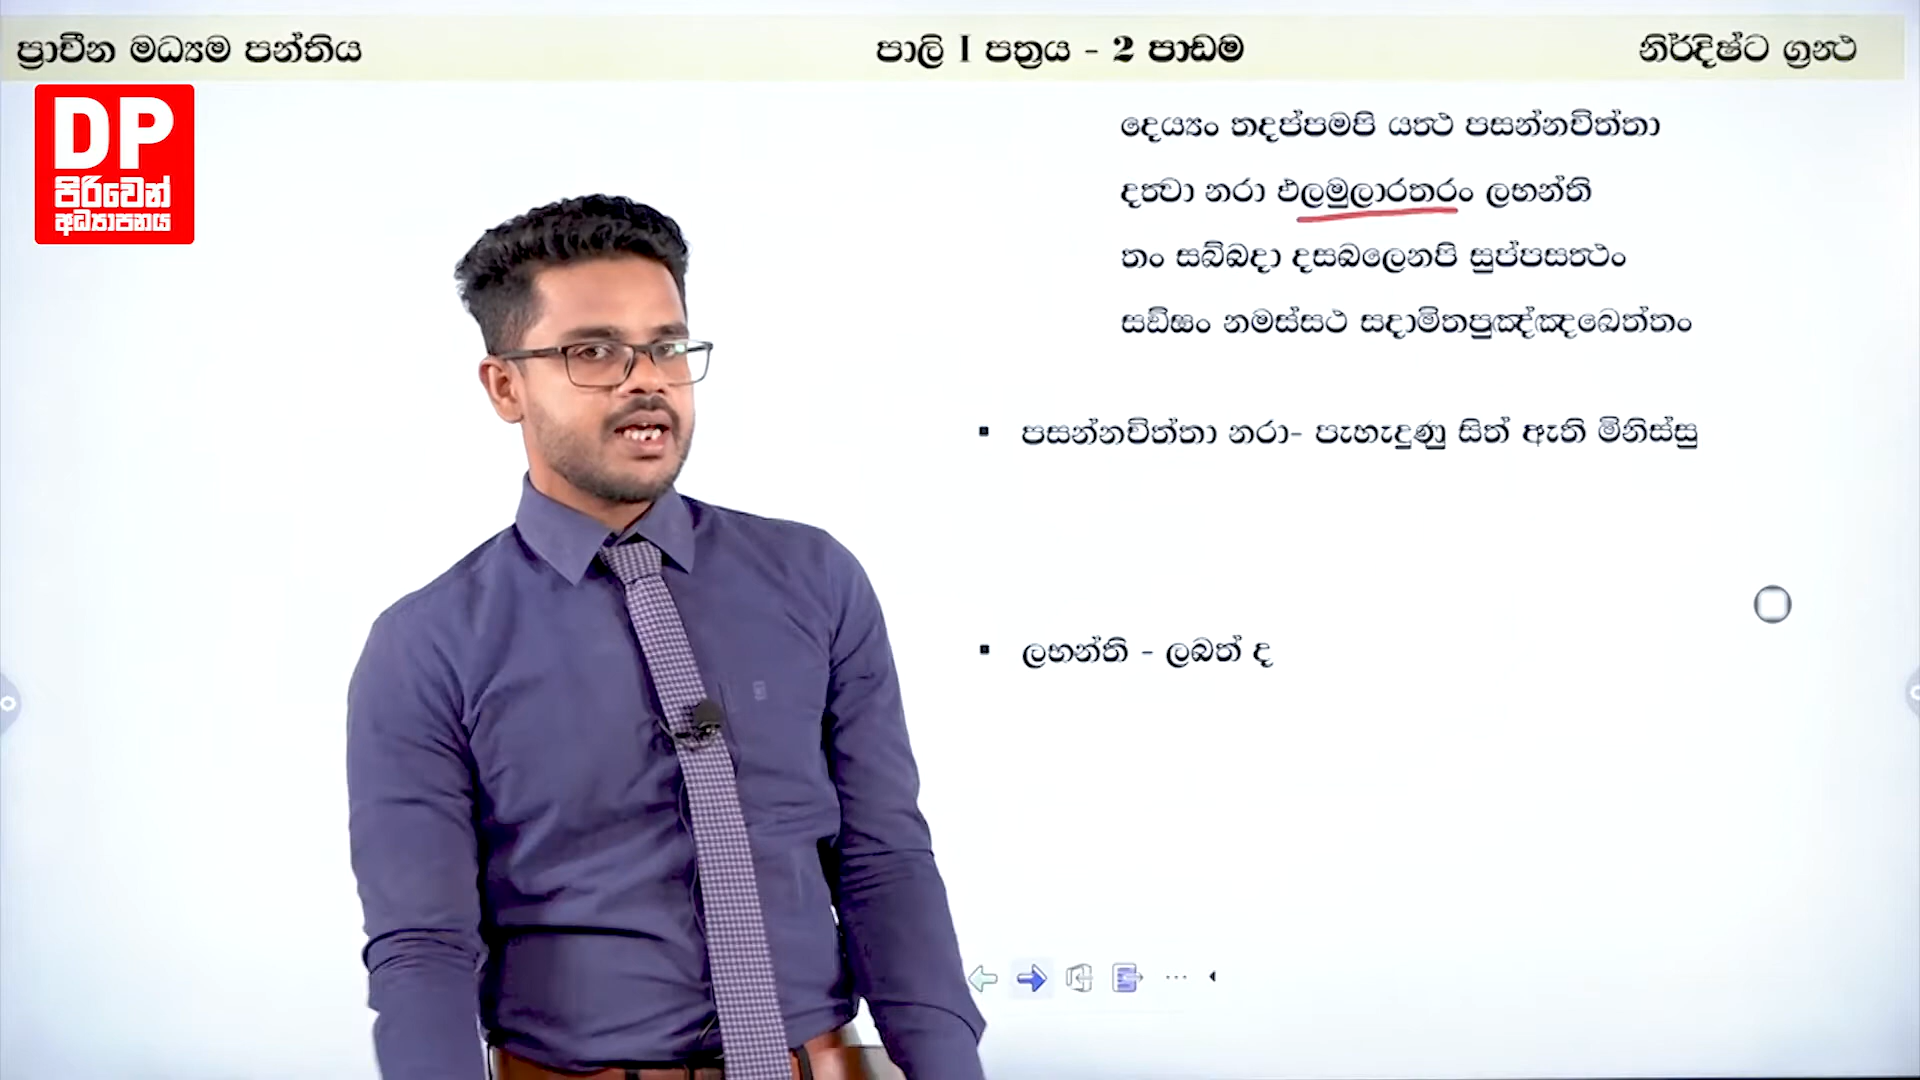 ප්‍රාචීන මධ්‍යම පන්තිය
පාලි I පත්‍රය - 2 පාඩම
නිර්දිෂ්ට ග්‍රන්ථ
DP
පිරිවෙන්
අධ්‍යාපනය
දෙය්‍යං තදප්පමපි යත්‍ථ පසන්නචිත්තා
දත්‍වා නරා ඵලමුලාරතරං ලභන්ති
තං සබ්බදා දසබලෙනපි සුප්පසත්‍ථං
සඞ්ඝං නමස්සථ සදාමිතපුඤ්ඤඛෙත්තං
▪ පසන්නචිත්තා නරා- පැහැදුණු සිත් ඇති මිනිස්සු
▪ ලභන්ති - ලබත් ද